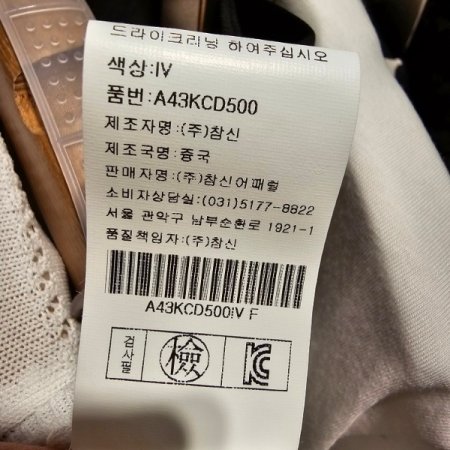 드라이크리닝 하여주십시오
색상:IV
품번:A43KCD500
제조자명:(주)참신
제조국명:중국
판매자명:(주)참신어패럴
소비자상담실:(031)5177-8822
서울 관악구 남부순환로 1921-1
품질책임자:(주)참신
A43KCD500IV F
검사필 檢
KC